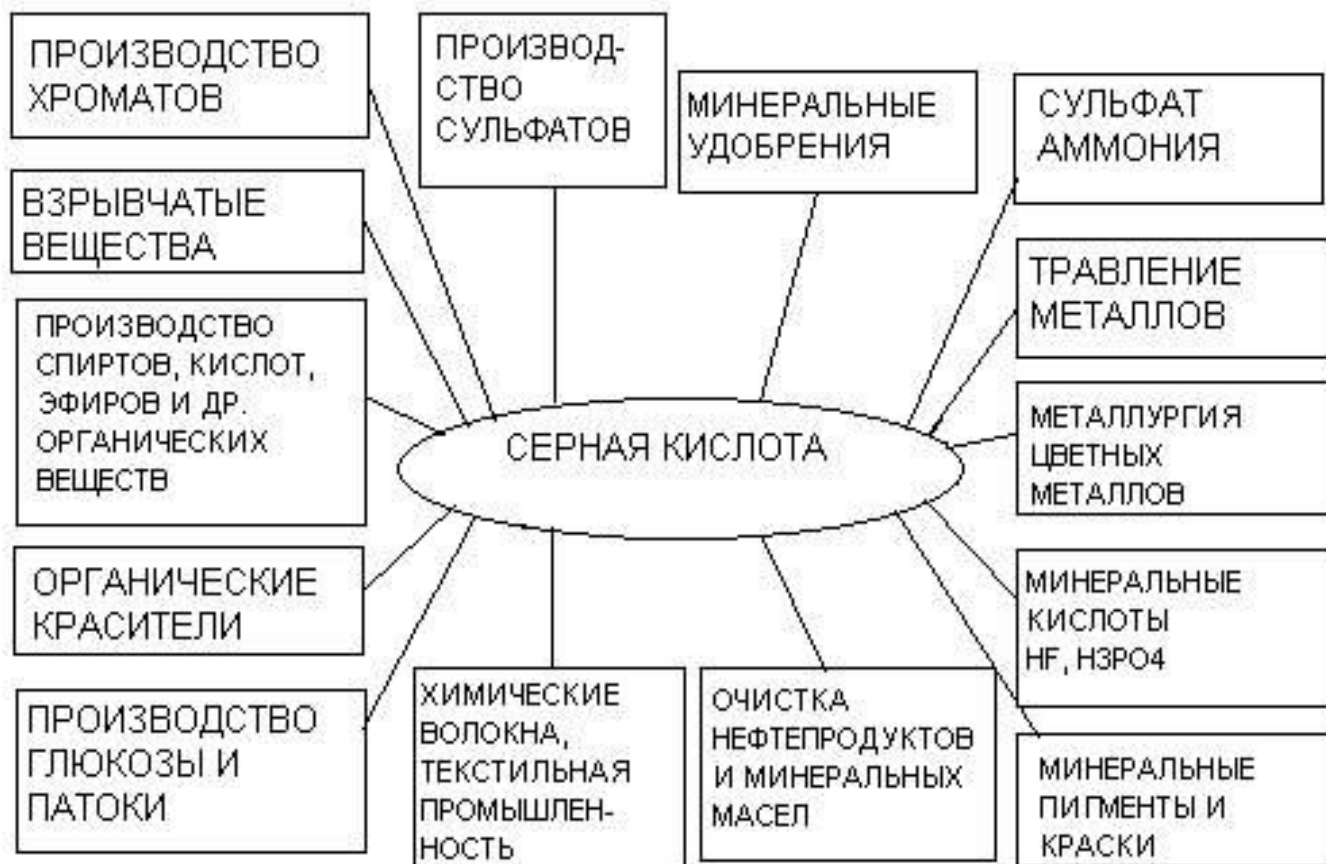 ПРОИЗВОДСТВО
ХРОМАТОВ
ПРОИЗВОД-
СТВО
СУЛЬФАТОВ
МИНЕРАЛЬНЫЕ
УДОБРЕНИЯ
СУЛЬФАТ
АММОНИЯ
ВЗРЫВЧАТЫЕ
ВЕЩЕСТВА
ТРАВЛЕНИЕ
МЕТАЛЛОВ
ПРОИЗВОДСТВО
СПИРТОВ, КИСЛОТ,
ЭФИРОВ И ДР.
ОРГАНИЧЕСКИХ
ВЕЩЕСТВ
СЕРНАЯ КИСЛОТА
МЕТАЛЛУРГИЯ
ЦВЕТНЫХ
МЕТАЛЛОВ
ОРГАНИЧЕСКИЕ
КРАСИТЕЛИ
МИНЕРАЛЬНЫЕ
КИСЛОТЫ
HF, H3PO4
ПРОИЗВОДСТВО
ГЛЮКОЗЫ И
ПАТОКИ
ХИМИЧЕСКИЕ
ВОЛОКНА,
ТЕКСТИЛЬНАЯ
ПРОМЫШЛЕН-
НОСТЬ
ОЧИСТКА
НЕФТЕПРОДУКТОВ
И МИНЕРАЛЬНЫХ
МАСЕЛ
МИНЕРАЛЬНЫЕ
ПИГМЕНТЫ И
КРАСКИ